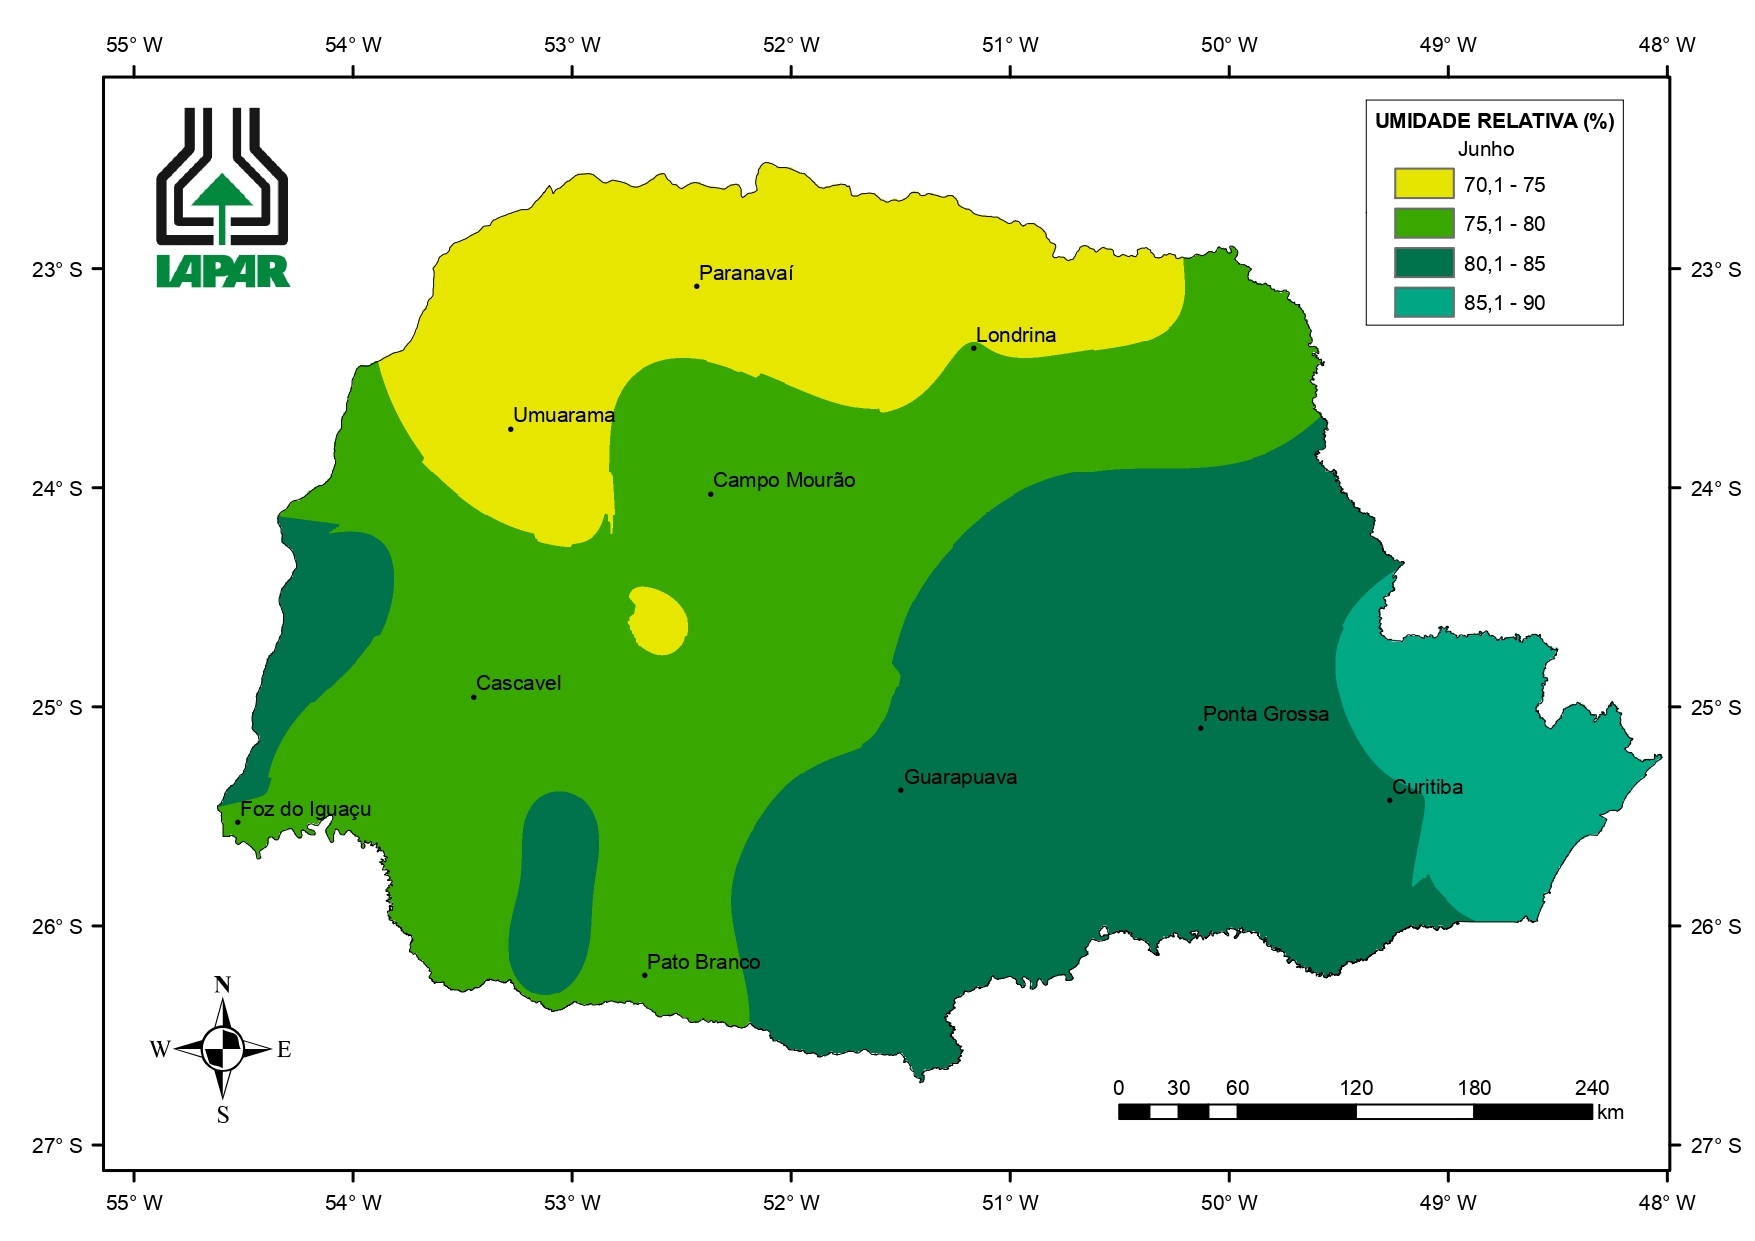 55° W 54° W 53° W 52° W 51° W 50° W 49° W 48° W
UMIDADE RELATIVA (%)
Junho
70,1 - 75
75,1 - 80
80,1 - 85
85,1 - 90
IAPAR
23° S 23° S
Paranavaí
Londrina
Umuarama
Campo Mourão
24° S 24° S
Cascavel
25° S 25° S
Ponta Grossa
Guarapuava
Curitiba
Foz do Iguaçu
26° S 26° S
Pato Branco
N
W E
S
0 30 60 120 180 240
km
27° S 27° S
55° W 54° W 53° W 52° W 51° W 50° W 49° W 48° W